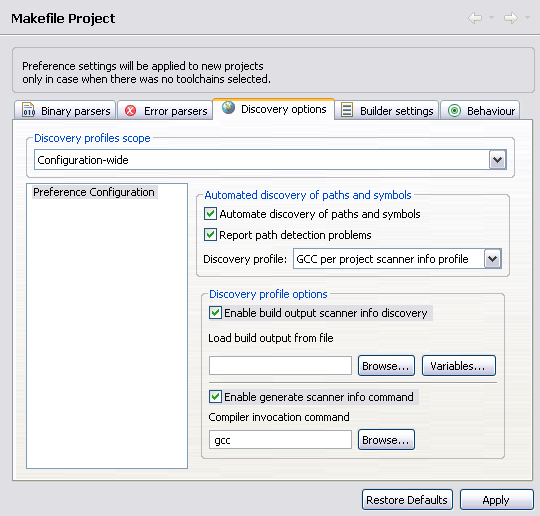 Makefile Project
Preference settings will be applied to new projects
only in case when there was no toolchains selected.
010 Binary parsers Error parsers Discovery options Builder settings Behaviour
Discovery profiles scope
Configuration-wide
Preference Configuration
Automated discovery of paths and symbols
Automate discovery of paths and symbols
Report path detection problems
Discovery profile: GCC per project scanner info profile
Discovery profile options
Enable build output scanner info discovery
Load build output from file
Browse... Variables...
Enable generate scanner info command
Compiler invocation command
gcc Browse...
Restore Defaults Apply